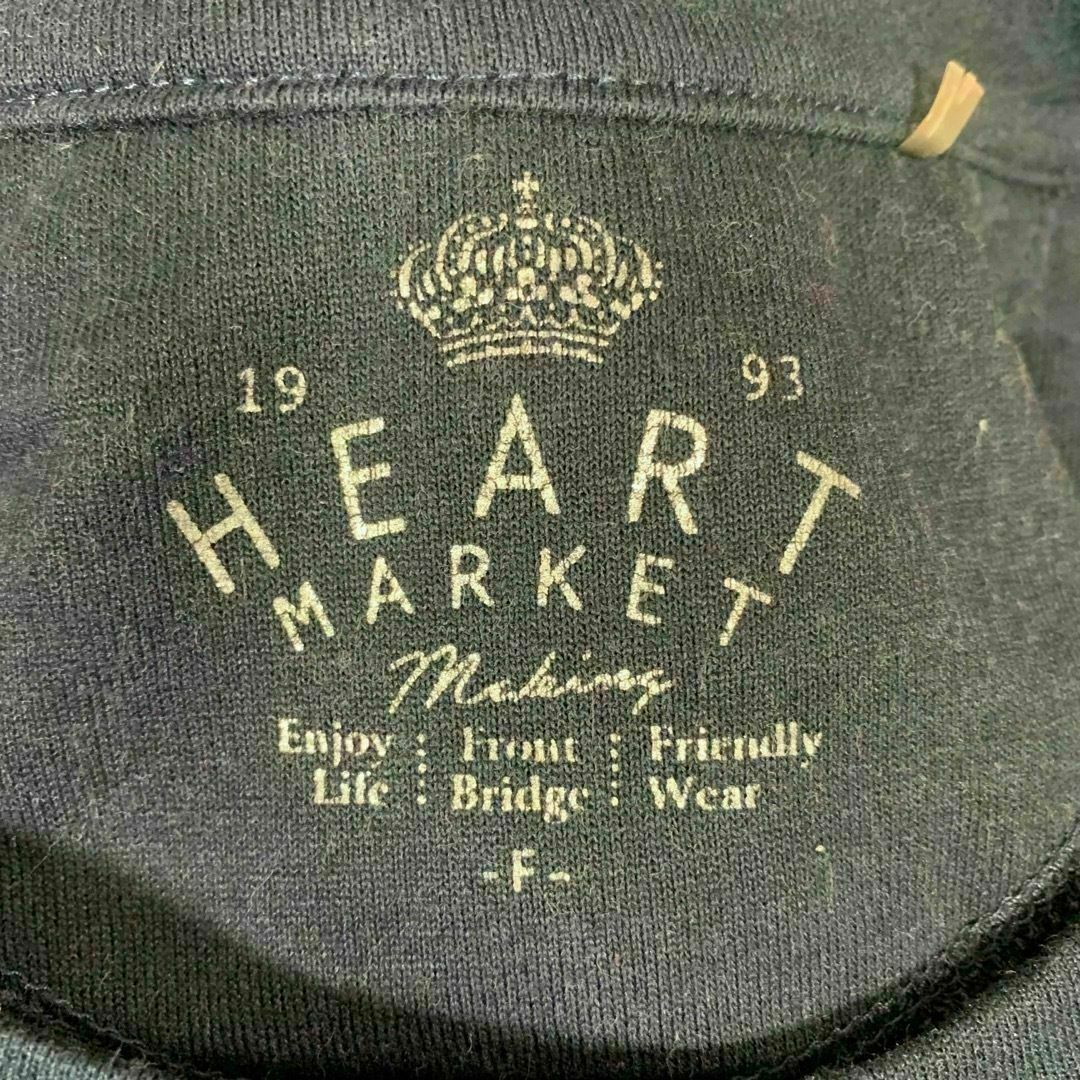 19 93
HEART
MARKET
Making
Enjoy Front Friendly
Life Bridge Wear
-F-